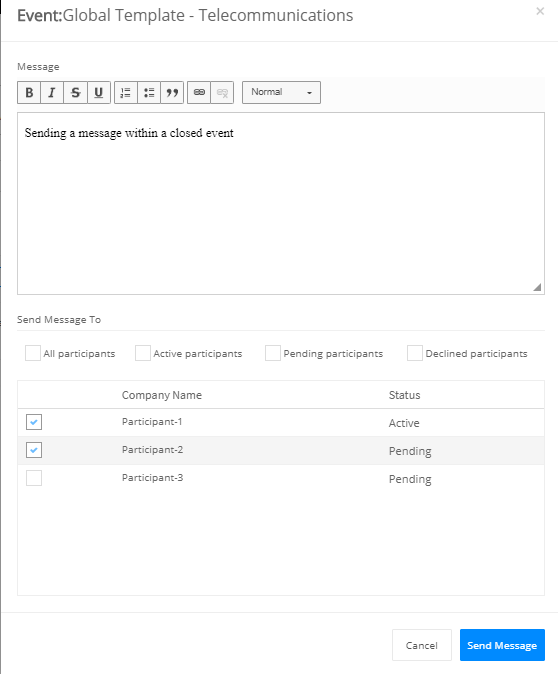 Event:Global Template - Telecommunications ×
Message
B I S U Normal
Sending a message within a closed event
Send Message To
All participants Active participants Pending participants Declined participants
Company Name Status
Participant-1 Active
Participant-2 Pending
Participant-3 Pending
Cancel Send Message